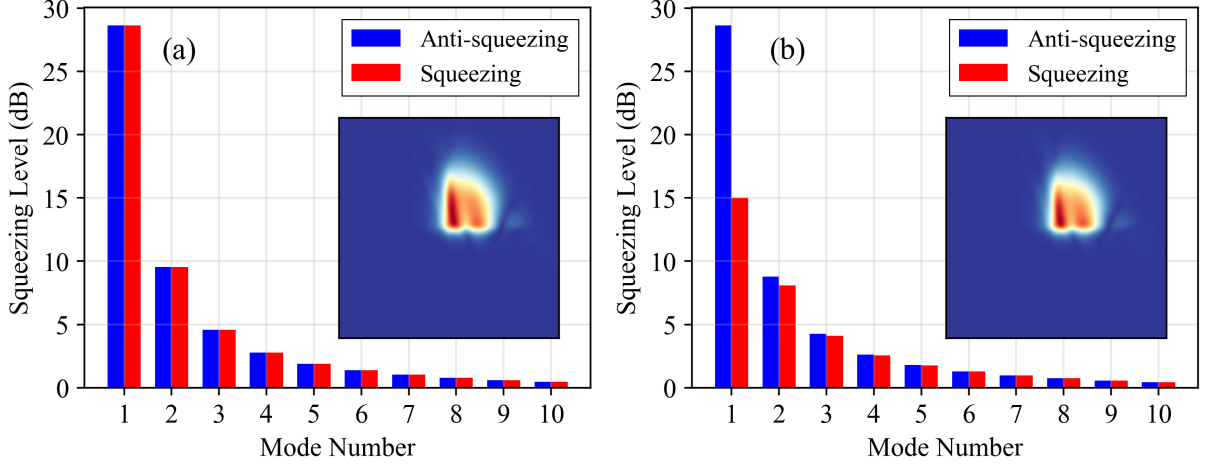 (a)
Anti-squeezing
Squeezing
Squeezing Level (dB)
30
25
20
15
10
5
0
1 2 3 4 5 6 7 8 9 10
Mode Number
(b)
Anti-squeezing
Squeezing
Squeezing Level (dB)
30
25
20
15
10
5
0
1 2 3 4 5 6 7 8 9 10
Mode Number